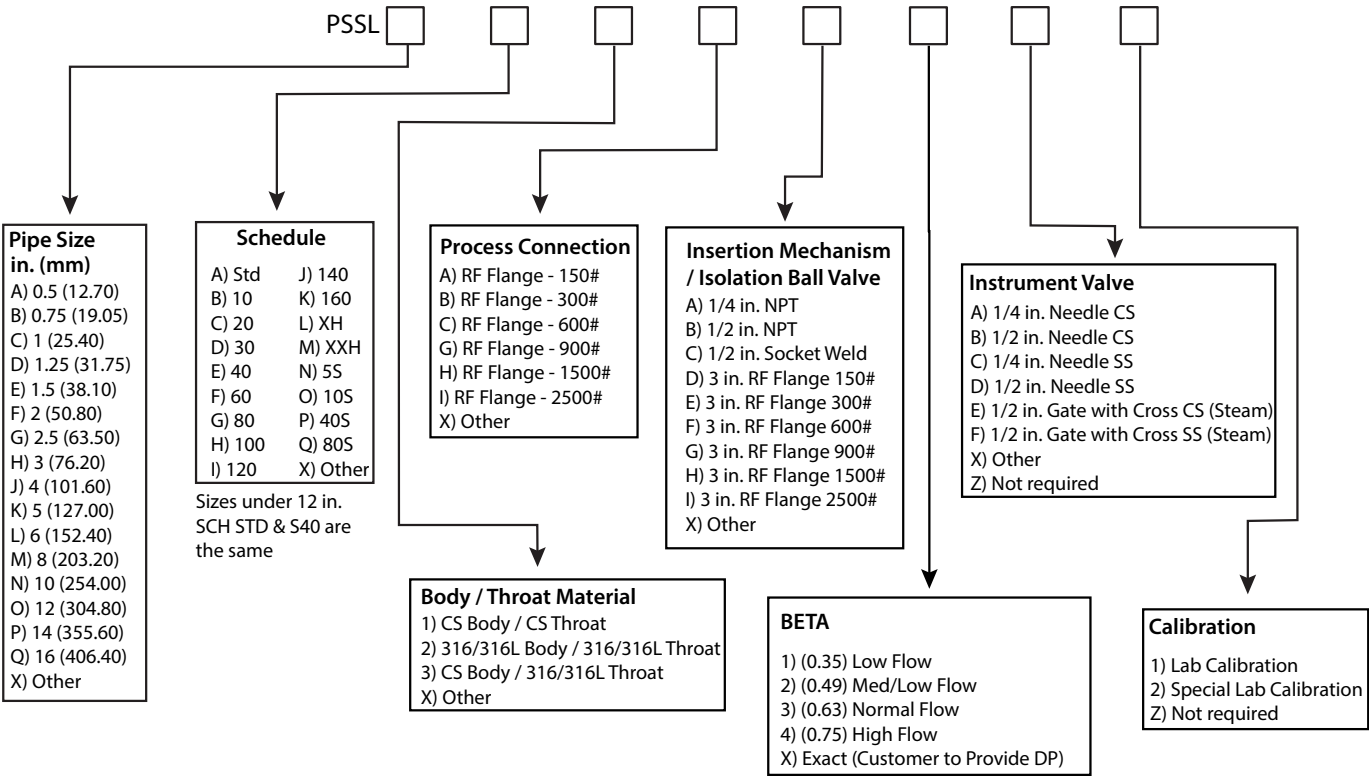 PSSL
Pipe Size
in. (mm)
A) 0.5 (12.70)
B) 0.75 (19.05)
C) 1 (25.40)
D) 1.25 (31.75)
E) 1.5 (38.10)
F) 2 (50.80)
G) 2.5 (63.50)
H) 3 (76.20)
J) 4 (101.60)
K) 5 (127.00)
L) 6 (152.40)
M) 8 (203.20)
N) 10 (254.00)
O) 12 (304.80)
P) 14 (355.60)
Q) 16 (406.40)
X) Other
Schedule
A) Std
B) 10
C) 20
D) 30
E) 40
F) 60
G) 80
H) 100
I) 120
J) 140
K) 160
L) XH
M) XXH
N) 5S
O) 10S
P) 40S
Q) 80S
X) Other
Sizes under 12 in.
SCH STD & S40 are
the same
Body / Throat Material
1) CS Body / CS Throat
2) 316/316L Body / 316/316L Throat
3) CS Body / 316/316L Throat
X) Other
Process Connection
A) RF Flange - 150#
B) RF Flange - 300#
C) RF Flange - 600#
G) RF Flange - 900#
H) RF Flange - 1500#
I) RF Flange - 2500#
X) Other
Insertion Mechanism
/ Isolation Ball Valve
A) 1/4 in. NPT
B) 1/2 in. NPT
C) 1/2 in. Socket Weld
D) 3 in. RF Flange 150#
E) 3 in. RF Flange 300#
F) 3 in. RF Flange 600#
G) 3 in. RF Flange 900#
H) 3 in. RF Flange 1500#
I) 3 in. RF Flange 2500#
X) Other
BETA
1) (0.35) Low Flow
2) (0.49) Med/Low Flow
3) (0.63) Normal Flow
4) (0.75) High Flow
X) Exact (Customer to Provide DP)
Instrument Valve
A) 1/4 in. Needle CS
B) 1/2 in. Needle CS
C) 1/4 in. Needle SS
D) 1/2 in. Needle SS
E) 1/2 in. Gate with Cross CS (Steam)
F) 1/2 in. Gate with Cross SS (Steam)
X) Other
Z) Not required
Calibration
1) Lab Calibration
2) Special Lab Calibration
Z) Not required